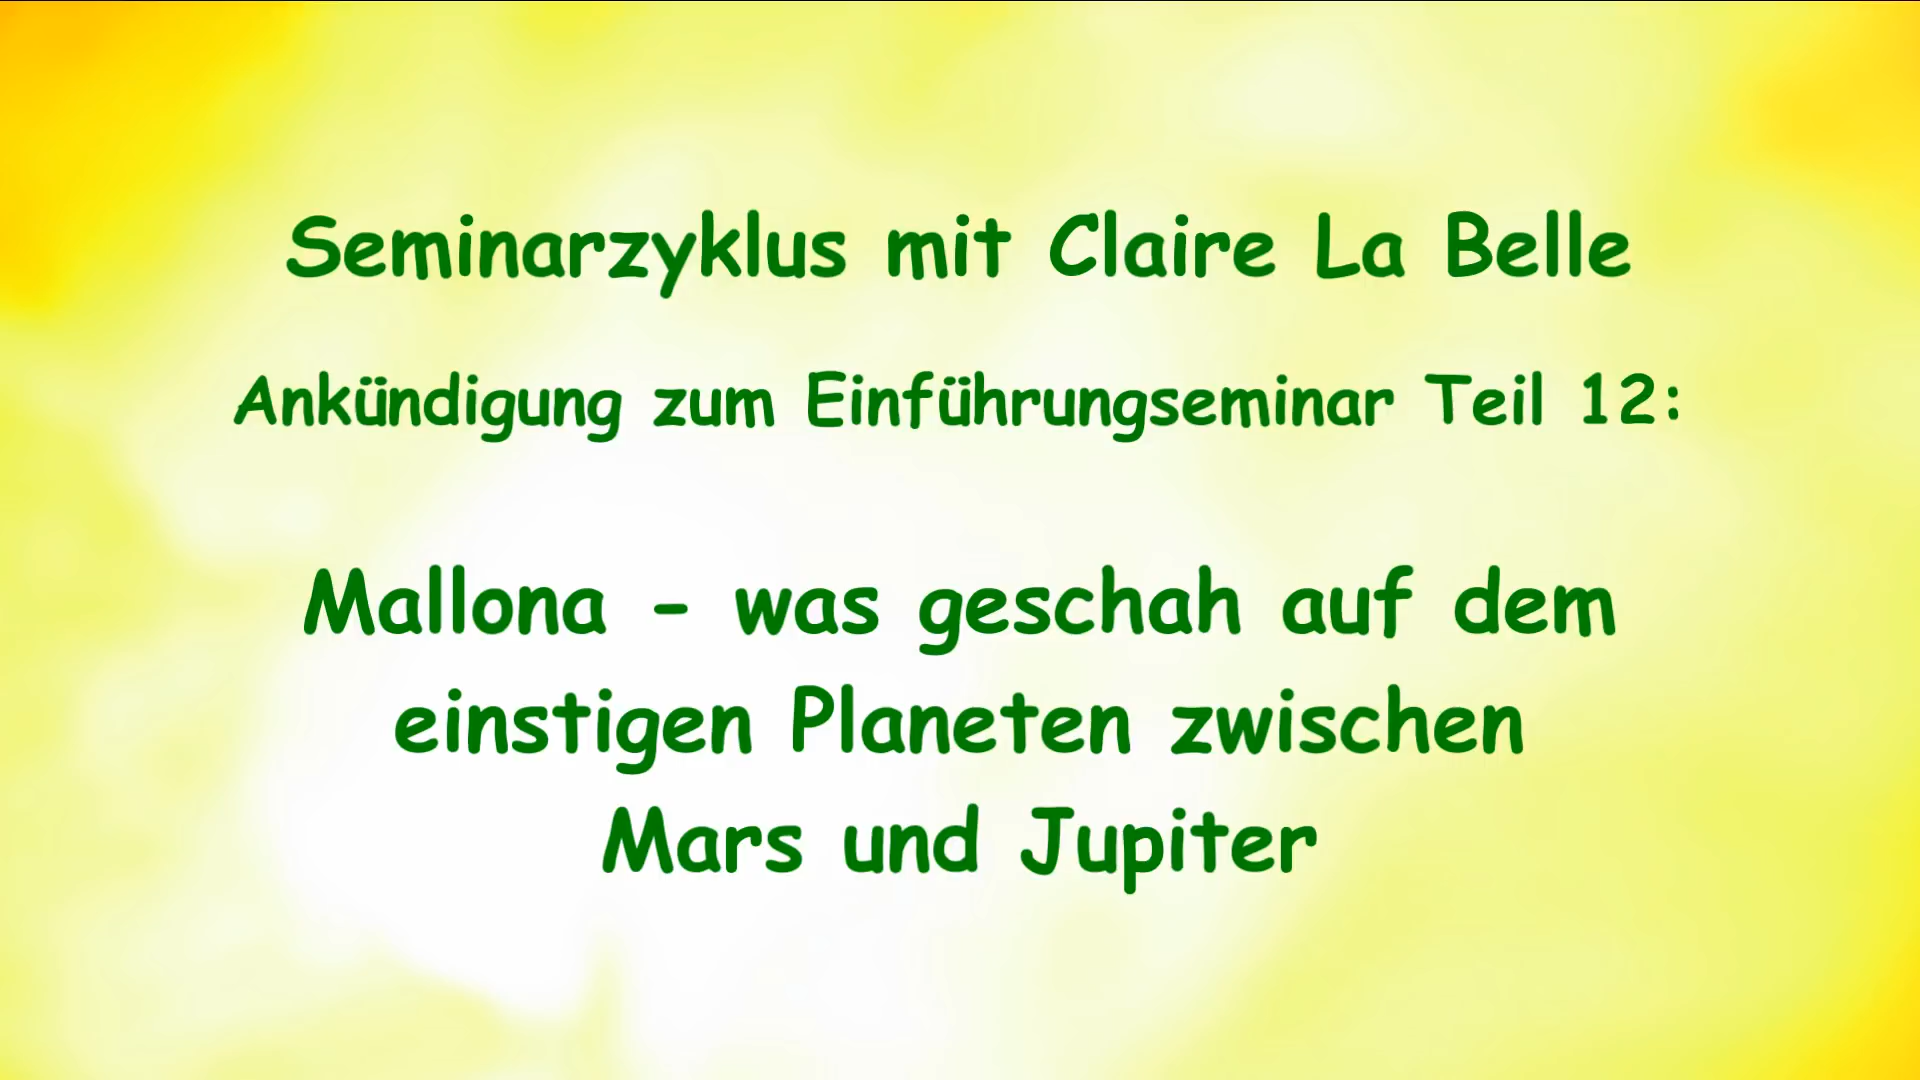 Seminarzyklus mit Claire La Belle
Ankündigung zum Einführungseminar Teil 12:
Mallona - was geschah auf dem
einstigen Planeten zwischen
Mars und Jupiter